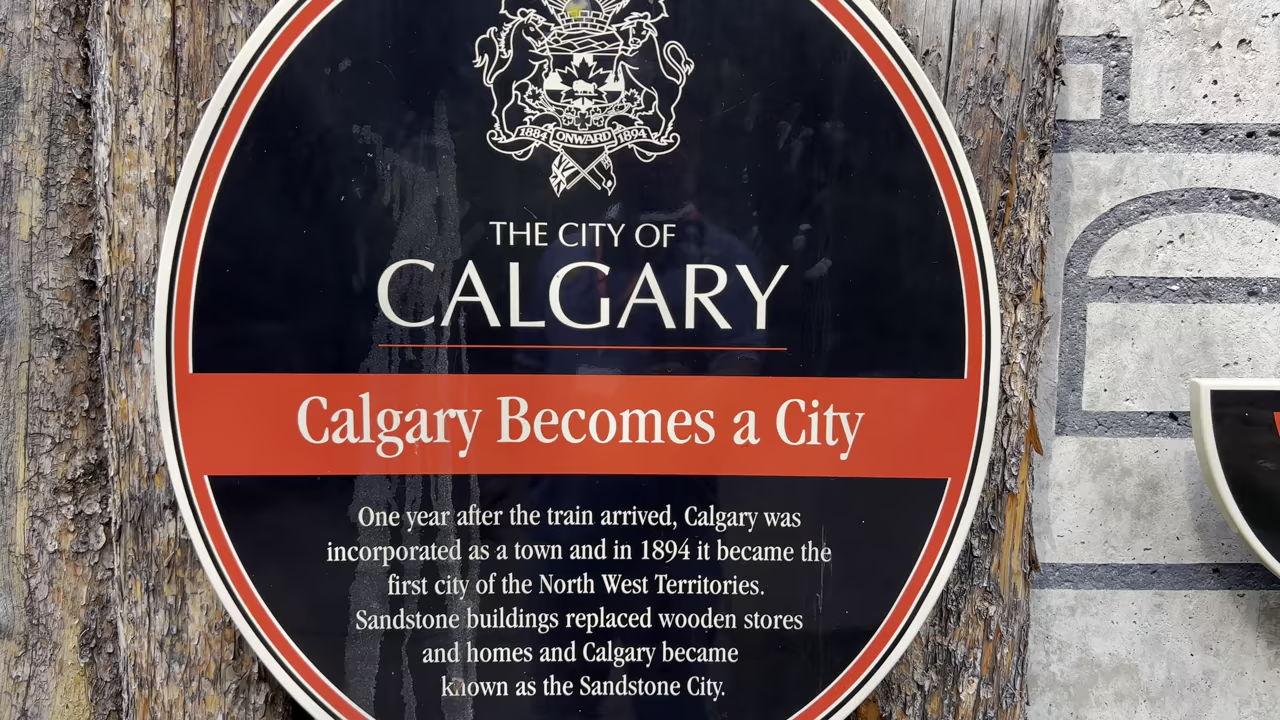 1884 ONWARD 1894
THE CITY OF
CALGARY
Calgary Becomes a City
One year after the train arrived, Calgary was
incorporated as a town and in 1894 it became the
first city of the North West Territories.
Sandstone buildings replaced wooden stores
and homes and Calgary became
known as the Sandstone City.